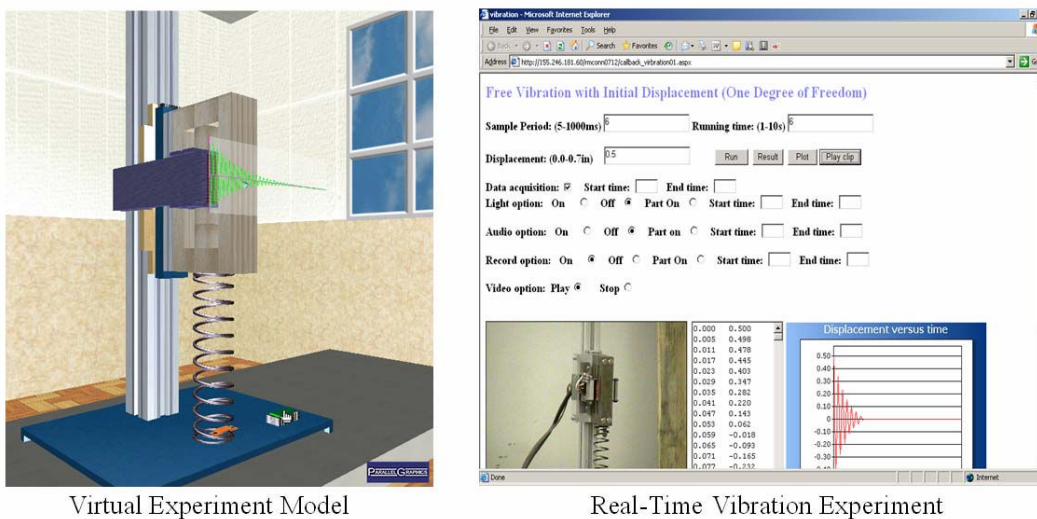 vibration - Microsoft Internet Explorer
File Edit View Favorites Tools Help
Back Search Favorites
Address http://155.246.181.60/rmconn0712/callback_virbration01.aspx
Free Vibration with Initial Displacement (One Degree of Freedom)
Sample Period: (5-1000ms) 6 Running time: (1-10s) 6
Displacement: (0.0-0.7in) 0.5 Run Result Plot Play clip
Data acquisition: Start time: End time:
Light option: On Off Part On Start time: End time:
Audio option: On Off Part on Start time: End time:
Record option: On Off Part On Start time: End time:
Video option: Play Stop
0.000 0.500
0.005 0.498
0.011 0.478
0.017 0.445
0.023 0.403
0.029 0.347
0.035 0.282
0.041 0.220
0.047 0.143
0.053 0.062
0.059 -0.018
0.065 -0.093
0.071 -0.165
0.077 -0.232
Displacement versus time
0.50
0.40
0.30
0.20
0.10
0
-0.10
-0.20
-0.30
-0.40
Done Internet
PARALLELGRAPHICS
Virtual Experiment Model
Real-Time Vibration Experiment